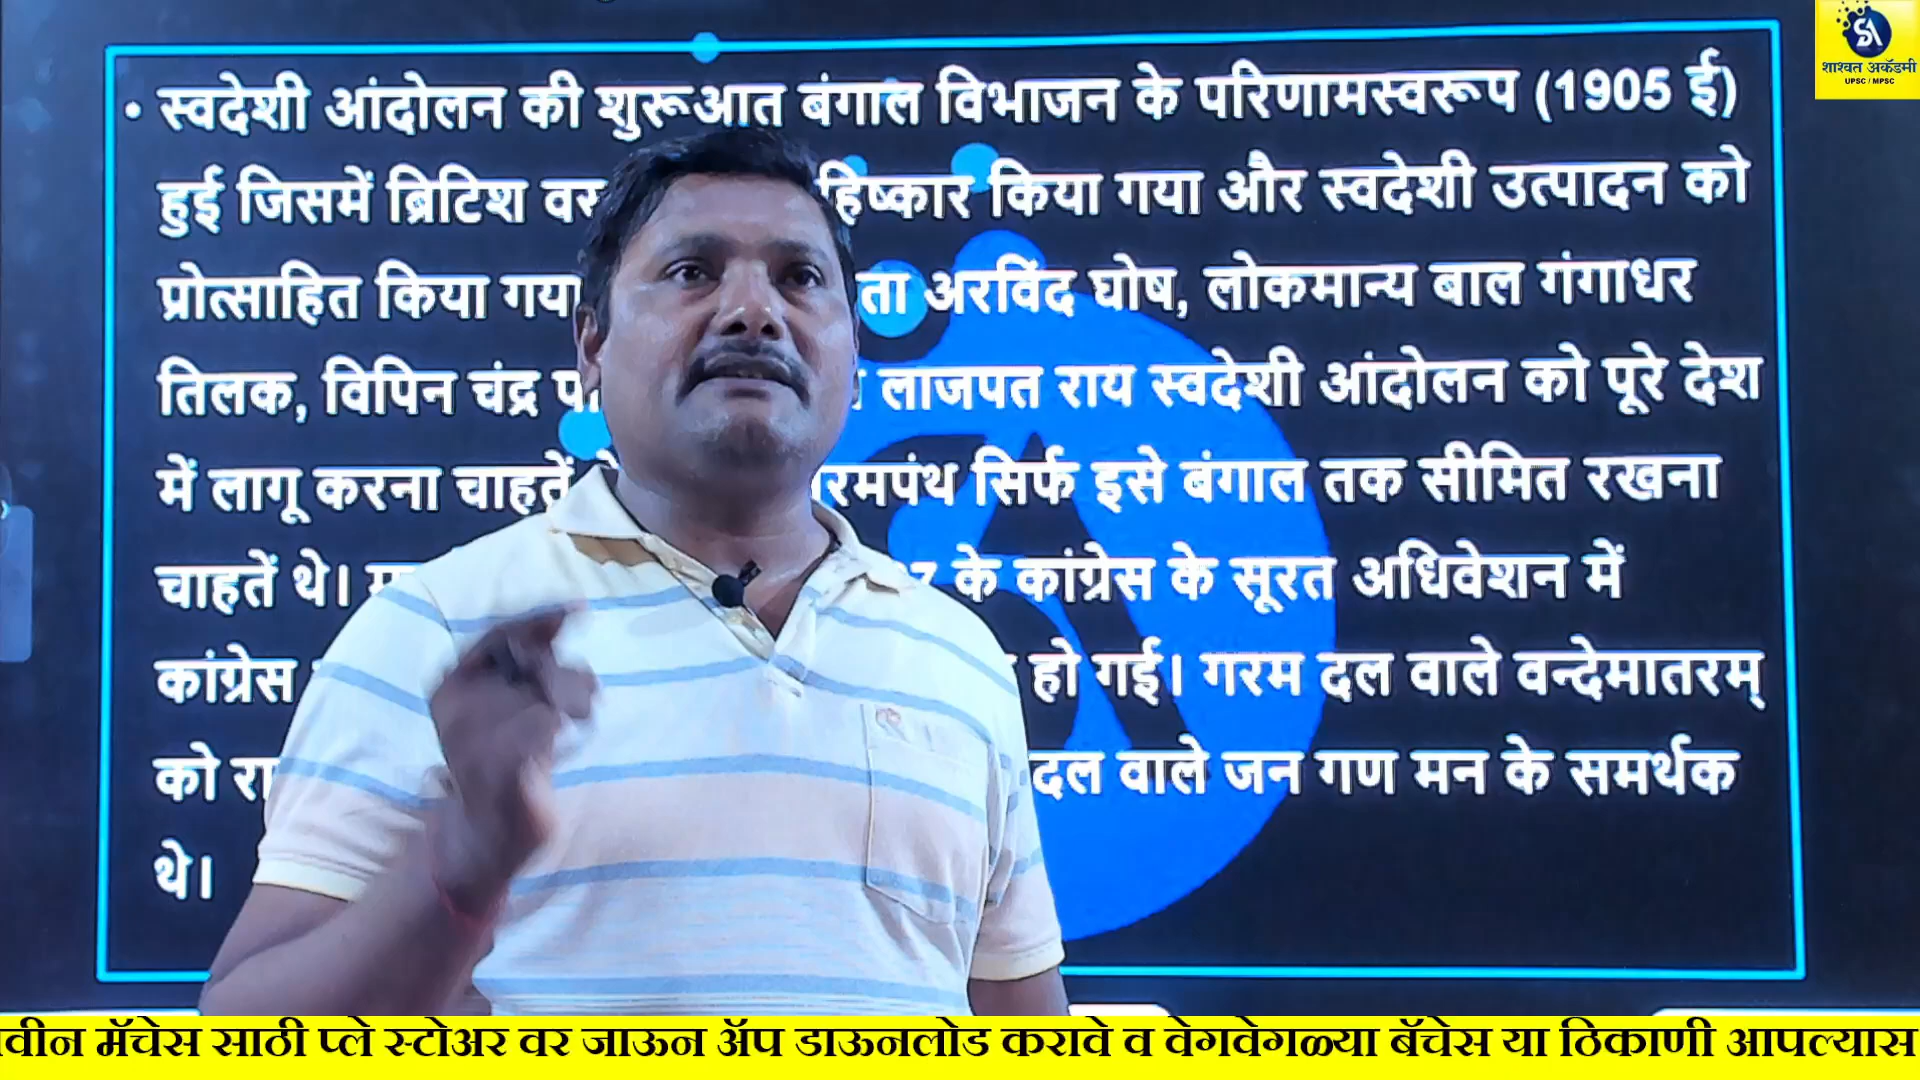 शाश्वत अकॅडमी
UPSC / MPSC
• स्वदेशी आंदोलन की शुरूआत बंगाल विभाजन के परिणामस्वरूप (1905 ई)
हुई जिसमें ब्रिटिश किया गया और स्वदेशी उत्पादन को
प्रोत्साहित किया गया अरविंद घोष, लोकमान्य बाल गंगाधर
तिलक, विपिन चंद्र लाजपत राय स्वदेशी आंदोलन को पूरे देश
में लागू करना चाहतें सिर्फ इसे बंगाल तक सीमित रखना
चाहतें थे। के कांग्रेस के सूरत अधिवेशन में
कांग्रेस हो गई। गरम दल वाले वन्देमातरम्
को दल वाले जन गण मन के समर्थक
थे।
मॅचेस साठी प्ले स्टोअर वर जाऊन ॲप डाऊनलोड करावे व वेगवेगळ्या बॅचेस या ठिकाणी आपल्यास